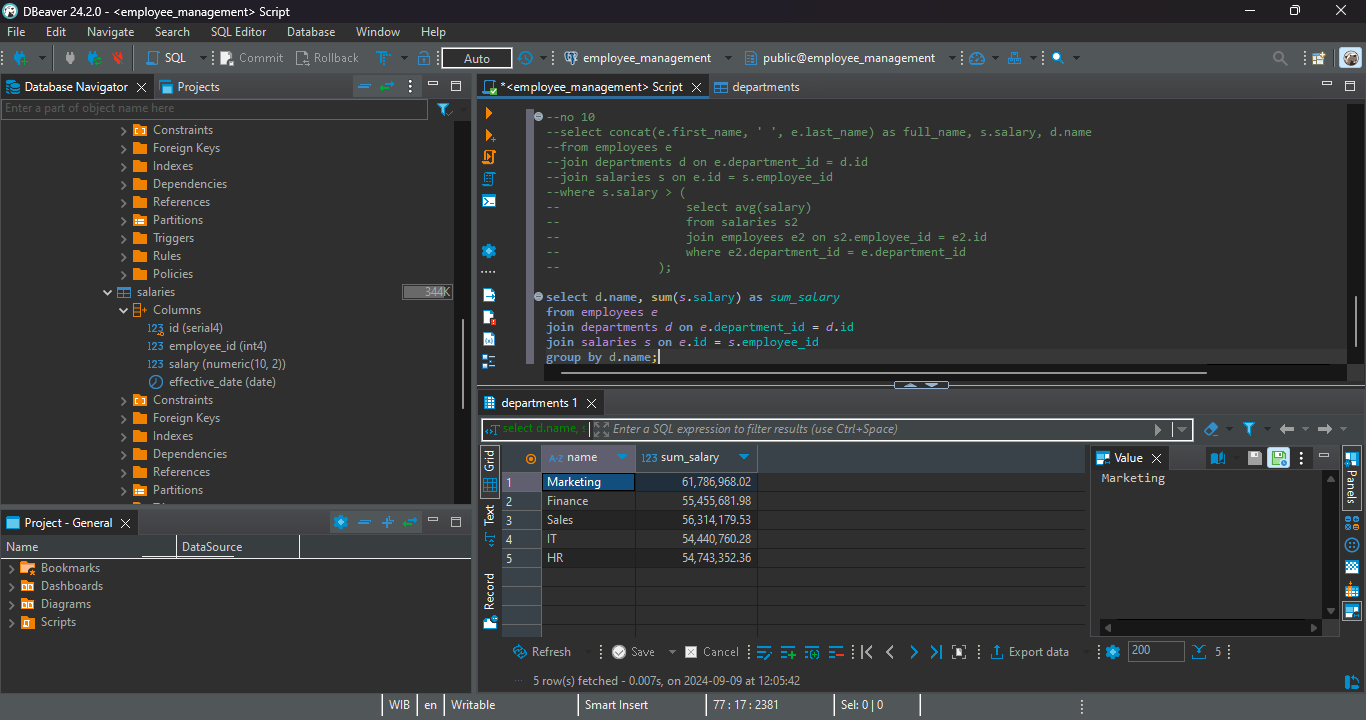 DBeaver 24.2.0 - <employee_management> Script
File Edit Navigate Search SQL Editor Database Window Help
SQL Commit Rollback Auto employee_management public@employee_management
Database Navigator Projects
Enter a part of object name here
Constraints
Foreign Keys
Indexes
Dependencies
References
Partitions
Triggers
Rules
Policies
salaries 344K
Columns
123 id (serial4)
123 employee_id (int4)
123 salary (numeric(10, 2))
effective_date (date)
Constraints
Foreign Keys
Indexes
Dependencies
References
Partitions
Project - General
Name DataSource
Bookmarks
Dashboards
Diagrams
Scripts
*<employee_management> Script departments
--no 10
--select concat(e.first_name, ' ', e.last_name) as full_name, s.salary, d.name
--from employees e
--join departments d on e.department_id = d.id
--join salaries s on e.id = s.employee_id
--where s.salary > (
-- select avg(salary)
-- from salaries s2
-- join employees e2 on s2.employee_id = e2.id
-- where e2.department_id = e.department_id
-- );
select d.name, sum(s.salary) as sum_salary
from employees e
join departments d on e.department_id = d.id
join salaries s on e.id = s.employee_id
group by d.name;
departments 1
select d.name, s Enter a SQL expression to filter results (use Ctrl+Space)
Grid
Text
Record
A-Z name 123 sum_salary
1 Marketing 61,786,968.02
2 Finance 55,455,681.98
3 Sales 56,314,179.53
4 IT 54,440,760.28
5 HR 54,743,352.36
Value
Marketing
Panels
Refresh Save Cancel Export data 200 5
5 row(s) fetched - 0.007s, on 2024-09-09 at 12:05:42
WIB en Writable Smart Insert 77 : 17 : 2381 Sel: 0 | 0